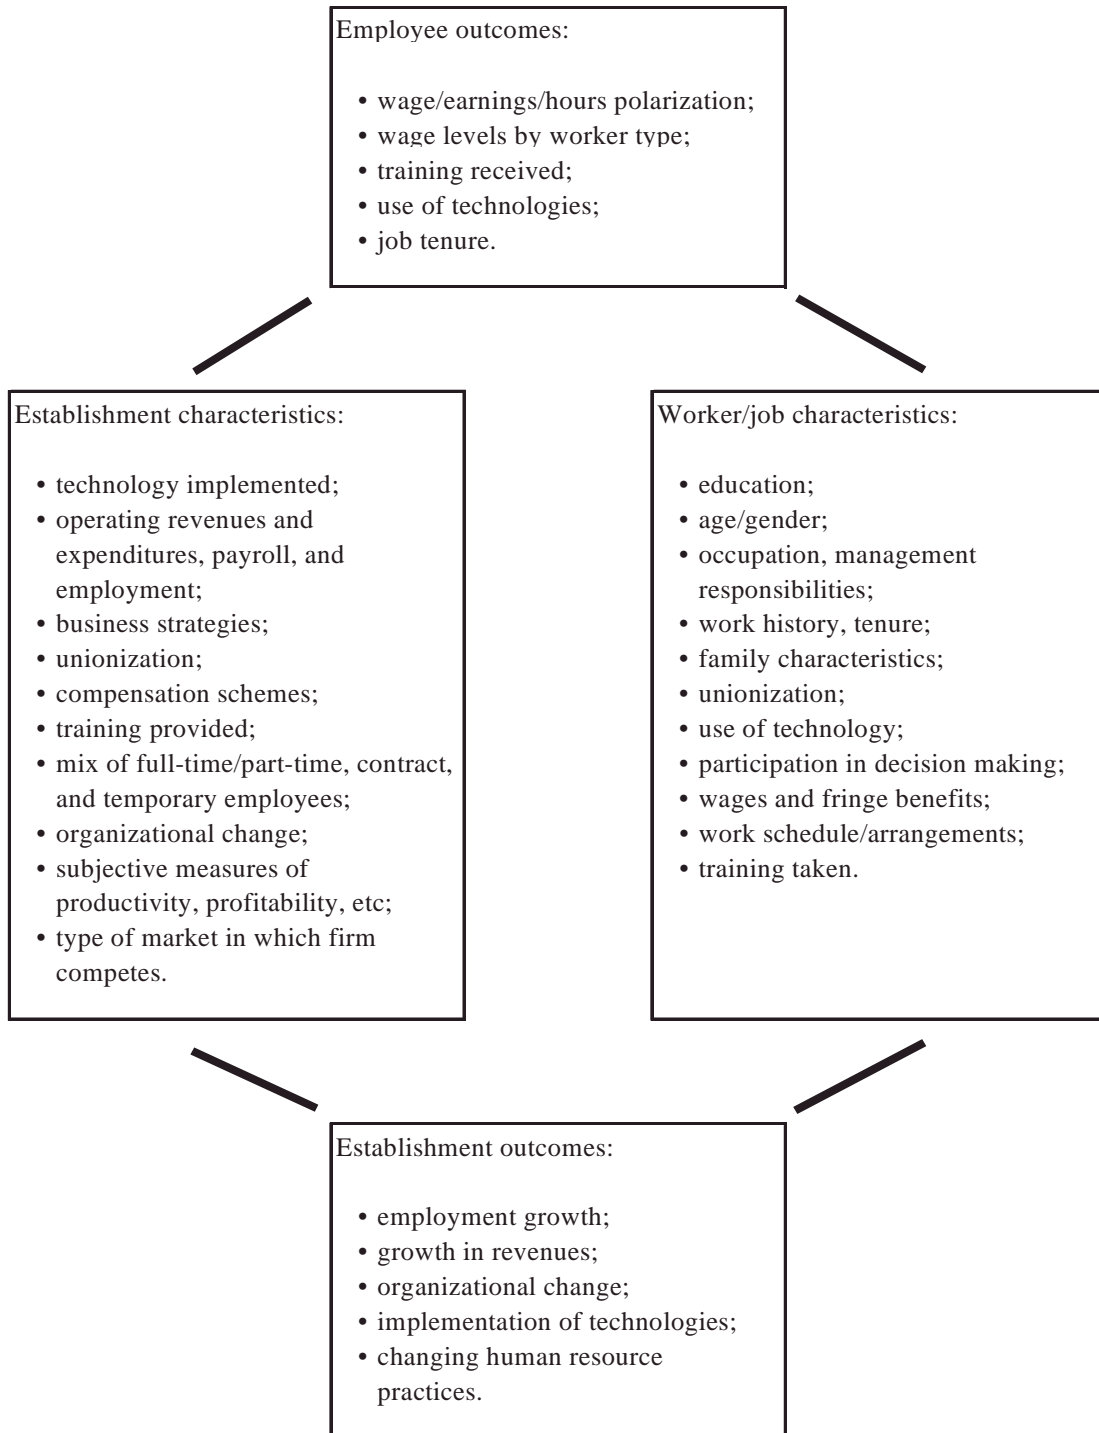 Employee outcomes:
• wage/earnings/hours polarization;
• wage levels by worker type;
• training received;
• use of technologies;
• job tenure.
Establishment characteristics:
• technology implemented;
• operating revenues and
expenditures, payroll, and
employment;
• business strategies;
• unionization;
• compensation schemes;
• training provided;
• mix of full-time/part-time, contract,
and temporary employees;
• organizational change;
• subjective measures of
productivity, profitability, etc;
• type of market in which firm
competes.
Worker/job characteristics:
• education;
• age/gender;
• occupation, management
responsibilities;
• work history, tenure;
• family characteristics;
• unionization;
• use of technology;
• participation in decision making;
• wages and fringe benefits;
• work schedule/arrangements;
• training taken.
Establishment outcomes:
• employment growth;
• growth in revenues;
• organizational change;
• implementation of technologies;
• changing human resource
practices.